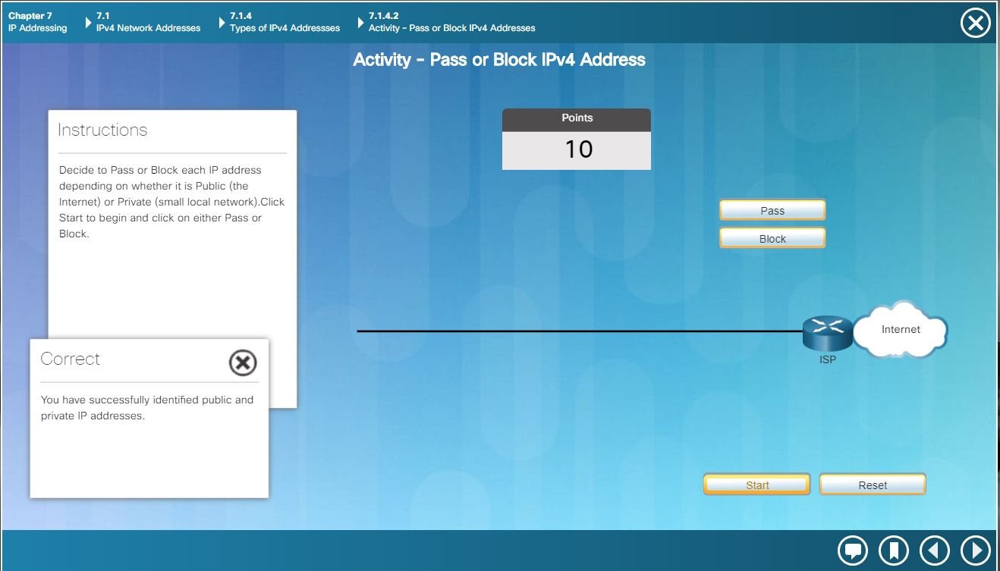 Chapter 7
IP Addressing
7.1
IPv4 Network Addresses
7.1.4
Types of IPv4 Addressses
7.1.4.2
Activity - Pass or Block IPv4 Addresses
Activity - Pass or Block IPv4 Address
Instructions
Decide to Pass or Block each IP address
depending on whether it is Public (the
Internet) or Private (small local network).Click
Start to begin and click on either Pass or
Block.
Points
10
Pass
Block
Internet
ISP
Correct
You have successfully identified public and
private IP addresses.
Start
Reset